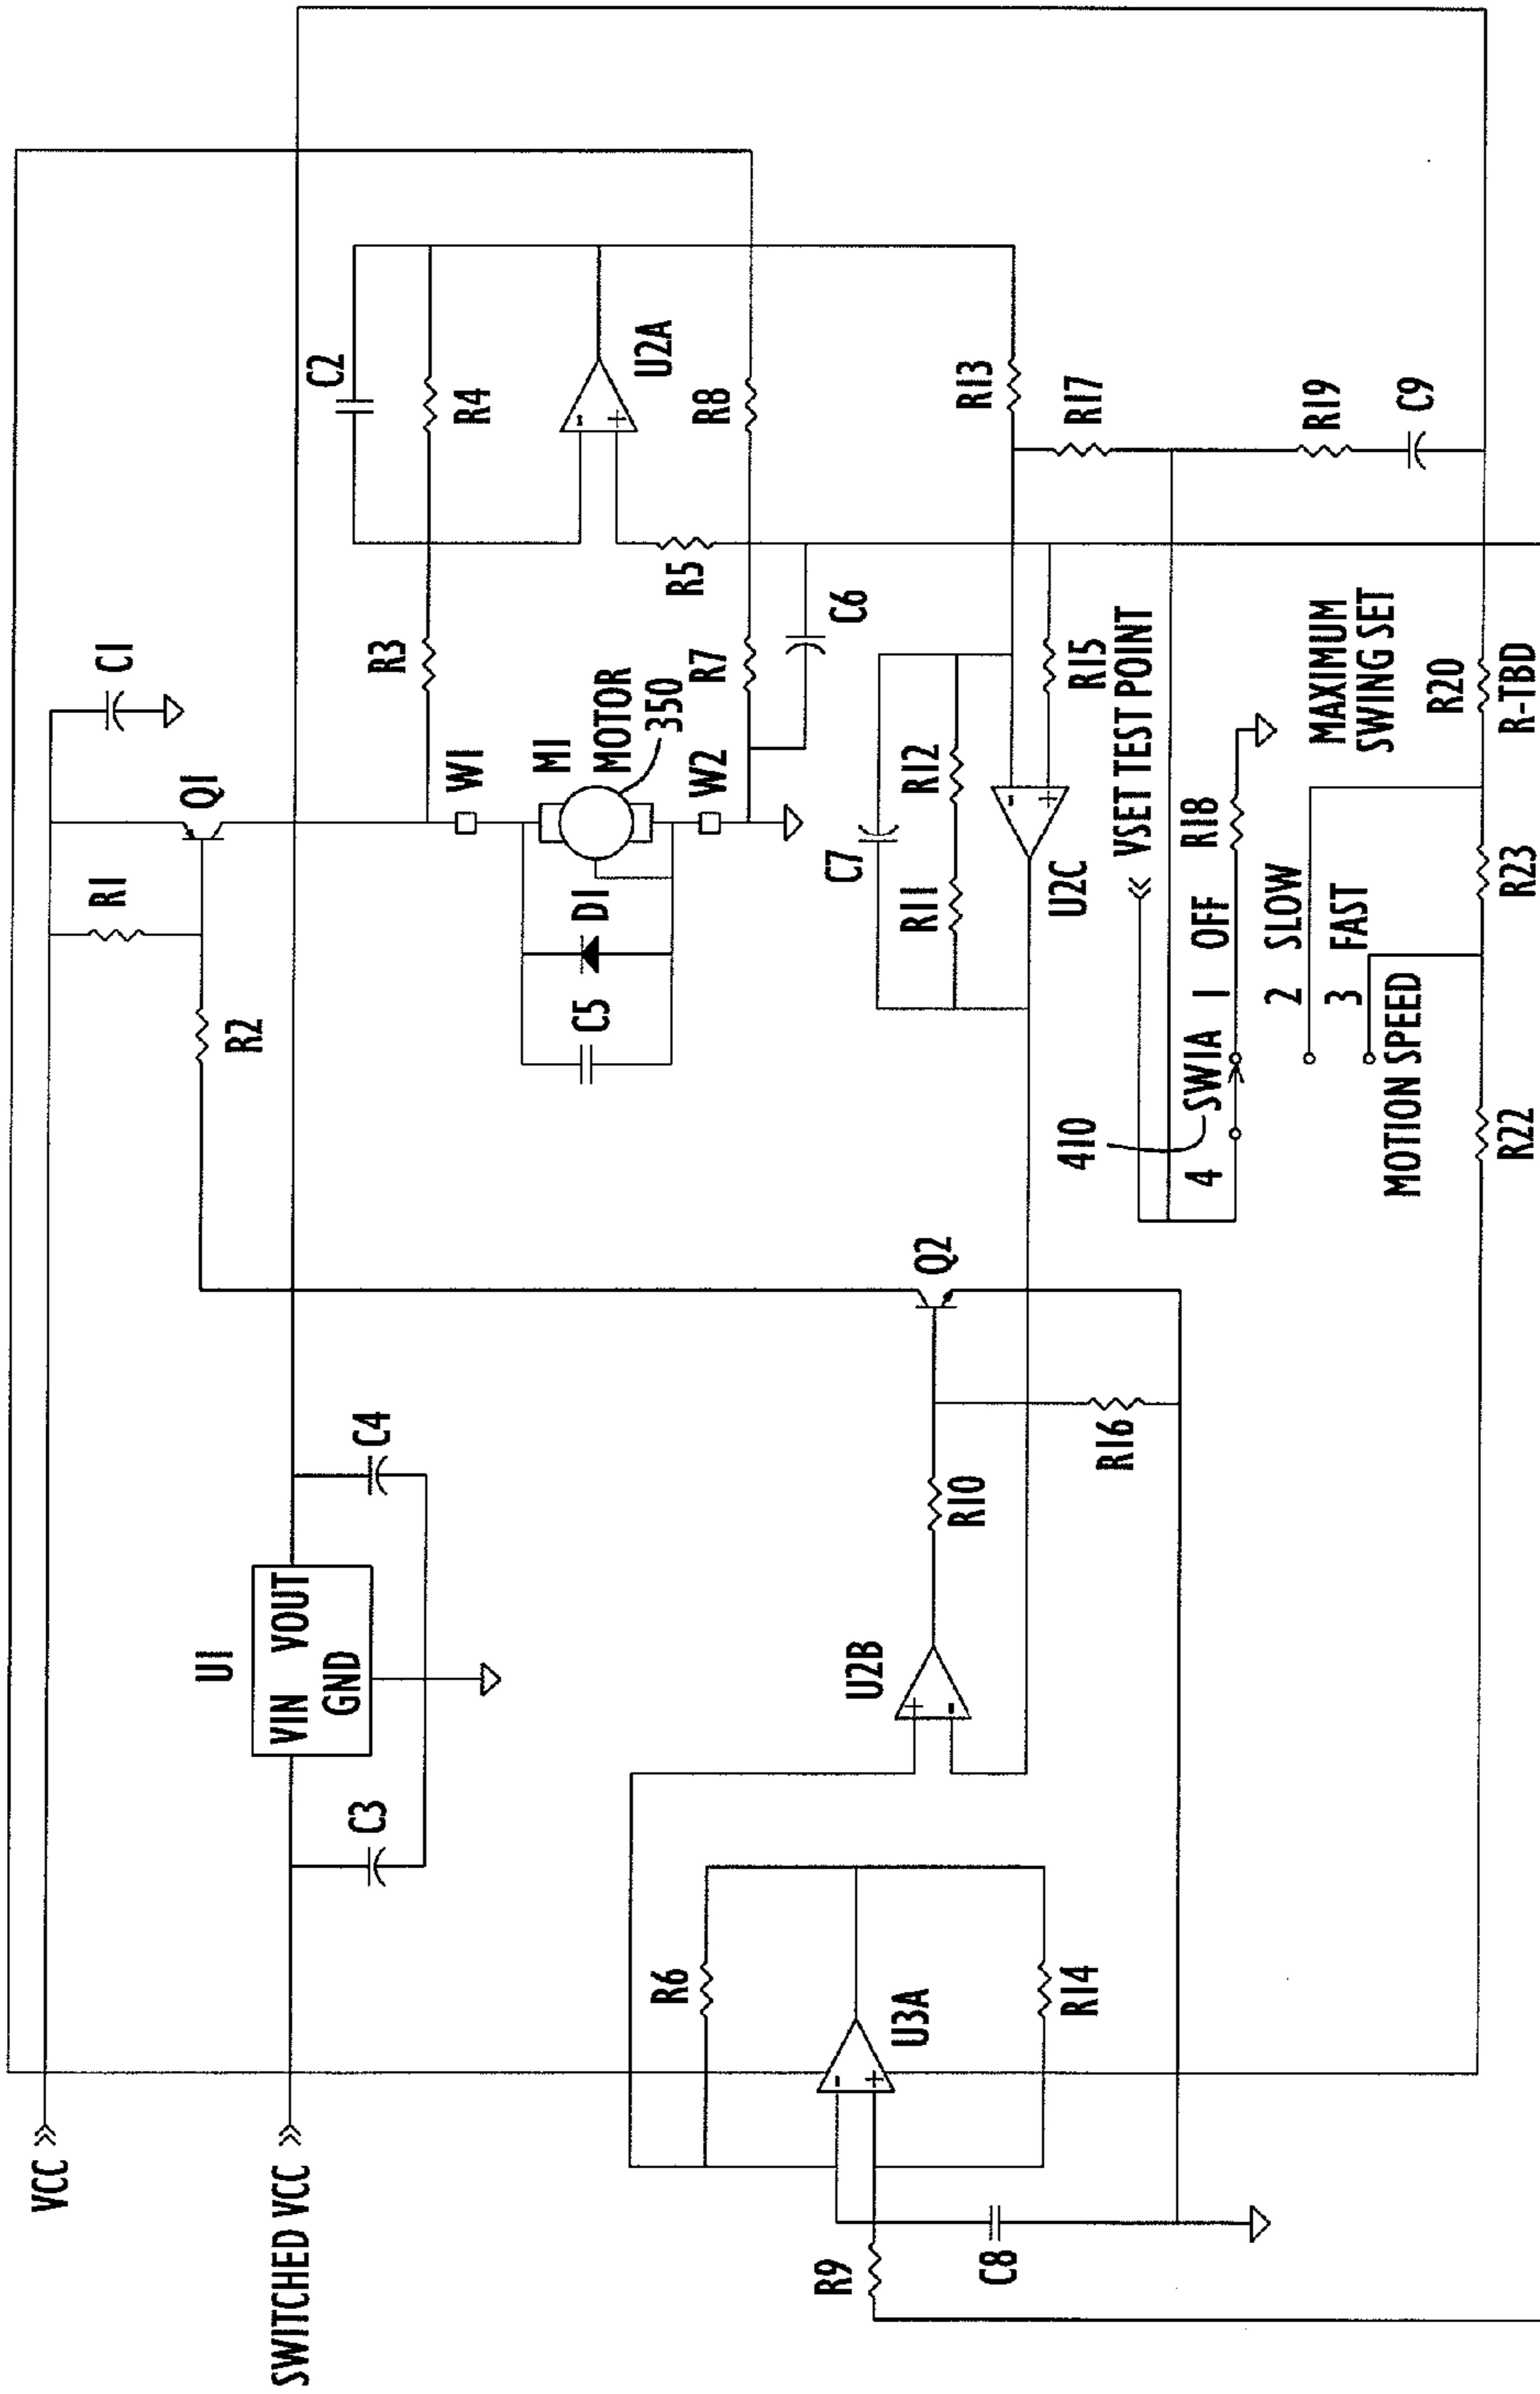 VCC
SWITCHED VCC
U1
VIN VOUT
GND
C3
C4
R1
R2
Q1
C1
R3
R4
C2
U2A
- +
W1
M1
MOTOR
350
W2
D1
C5
R5
R7
R8
C6
R6
U3A
- +
R14
R9
C8
U2B
+ -
R10
R16
Q2
C7
R11
R12
U2C
- +
R15
R13
R17
R19
C9
VSET TEST POINT
410
4
SW1A
1 OFF
R18
2 SLOW
3 FAST
MOTION SPEED
MAXIMUM
SWING SET
R20
R-TBD
R23
R22